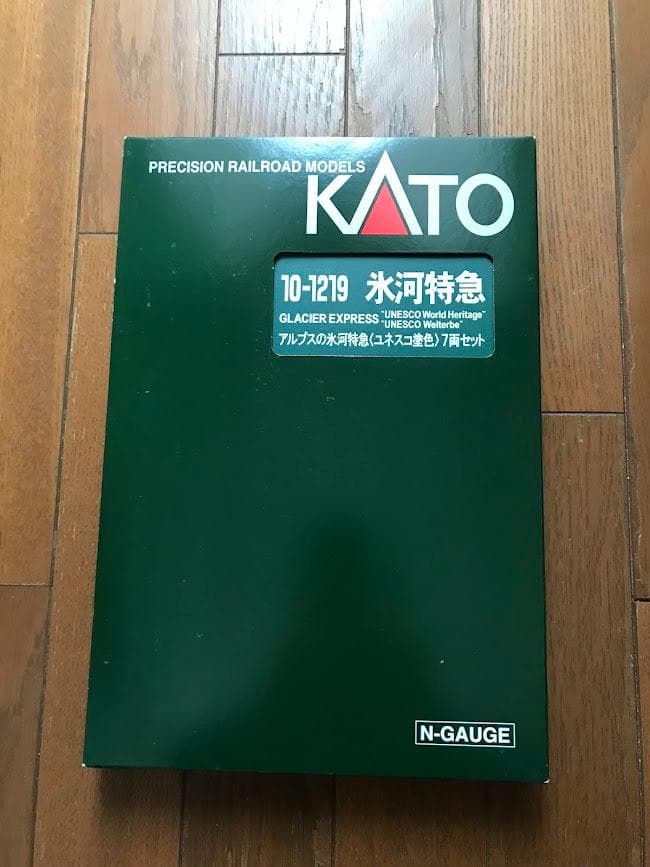 PRECISION RAILROAD MODELS
KATO
10-1219 氷河特急
GLACIER EXPRESS "UNESCO World Heritage"
"UNESCO Welterbe"
アルプスの氷河特急〈ユネスコ塗色〉7両セット
N-GAUGE